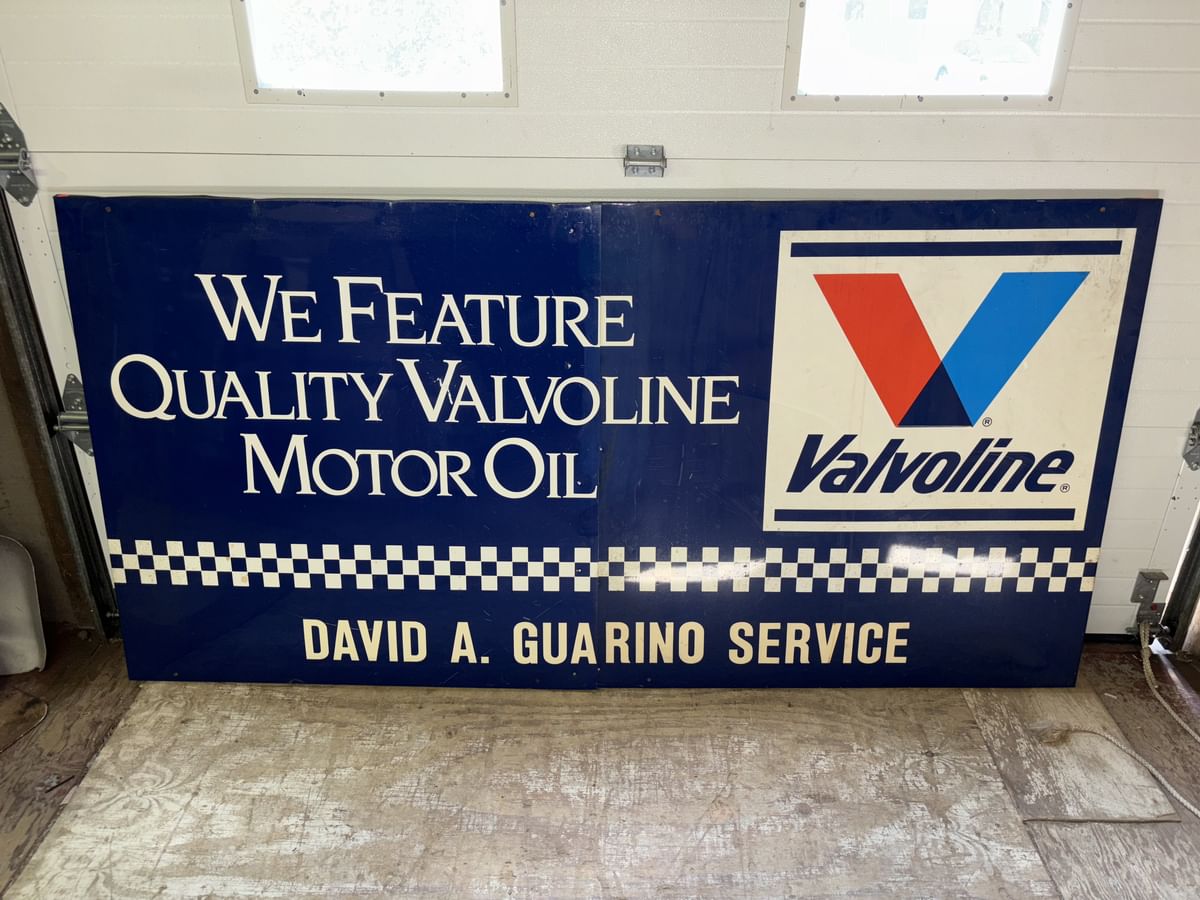 WE FEATURE
QUALITY VALVOLINE
MOTOR OIL
V®
Valvoline®
DAVID A. GUARINO SERVICE